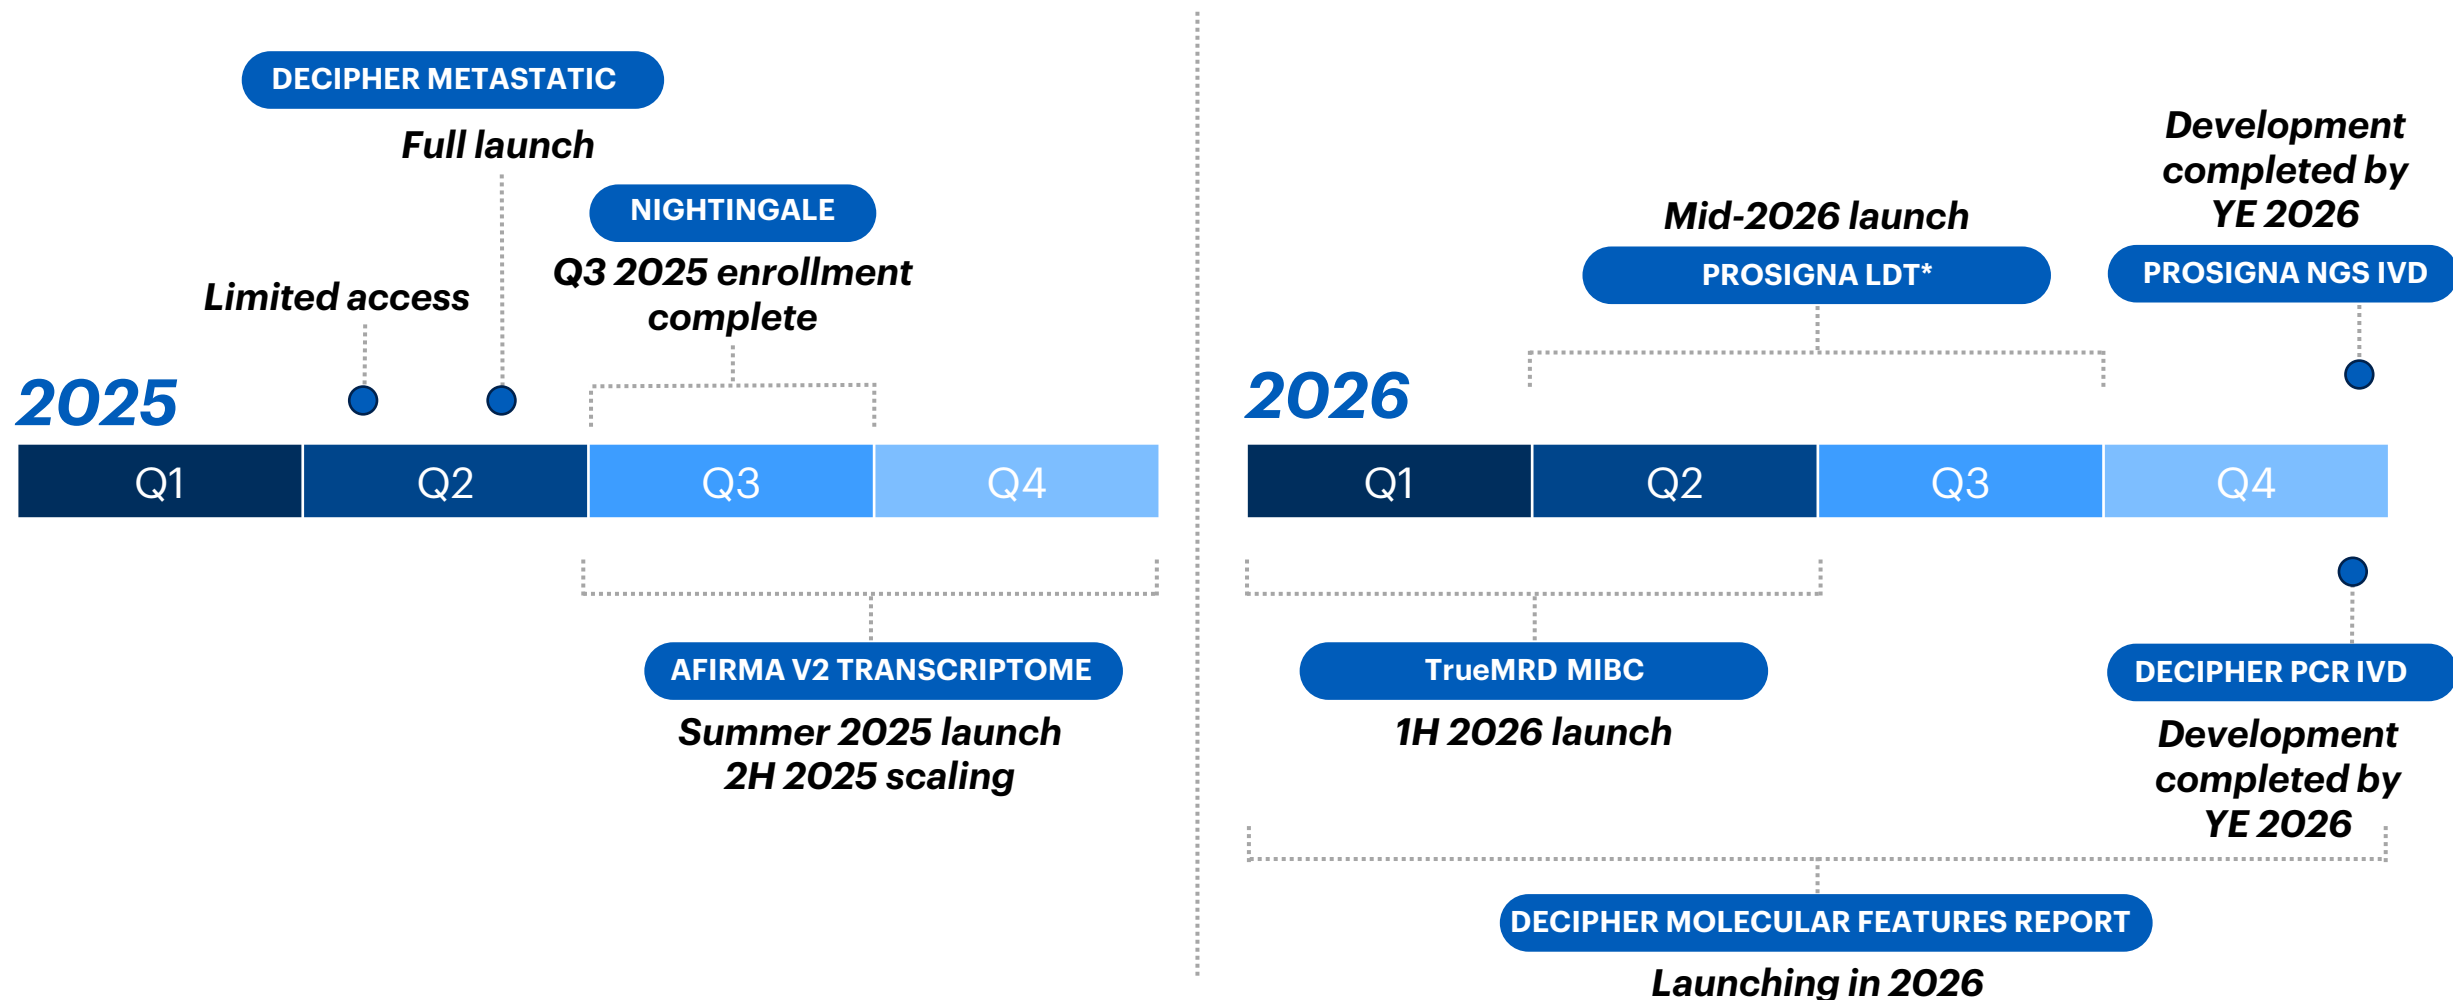 DECIPHER METASTATIC
Full launch
Limited access
NIGHTINGALE
Q3 2025 enrollment
complete
2025
Q1
Q2
Q3
Q4
AFIRMA V2 TRANSCRIPTOME
Summer 2025 launch
2H 2025 scaling
Mid-2026 launch
PROSIGNA LDT*
Development
completed by
YE 2026
PROSIGNA NGS IVD
2026
Q1
Q2
Q3
Q4
TrueMRD MIBC
1H 2026 launch
DECIPHER PCR IVD
Development
completed by
YE 2026
DECIPHER MOLECULAR FEATURES REPORT
Launching in 2026